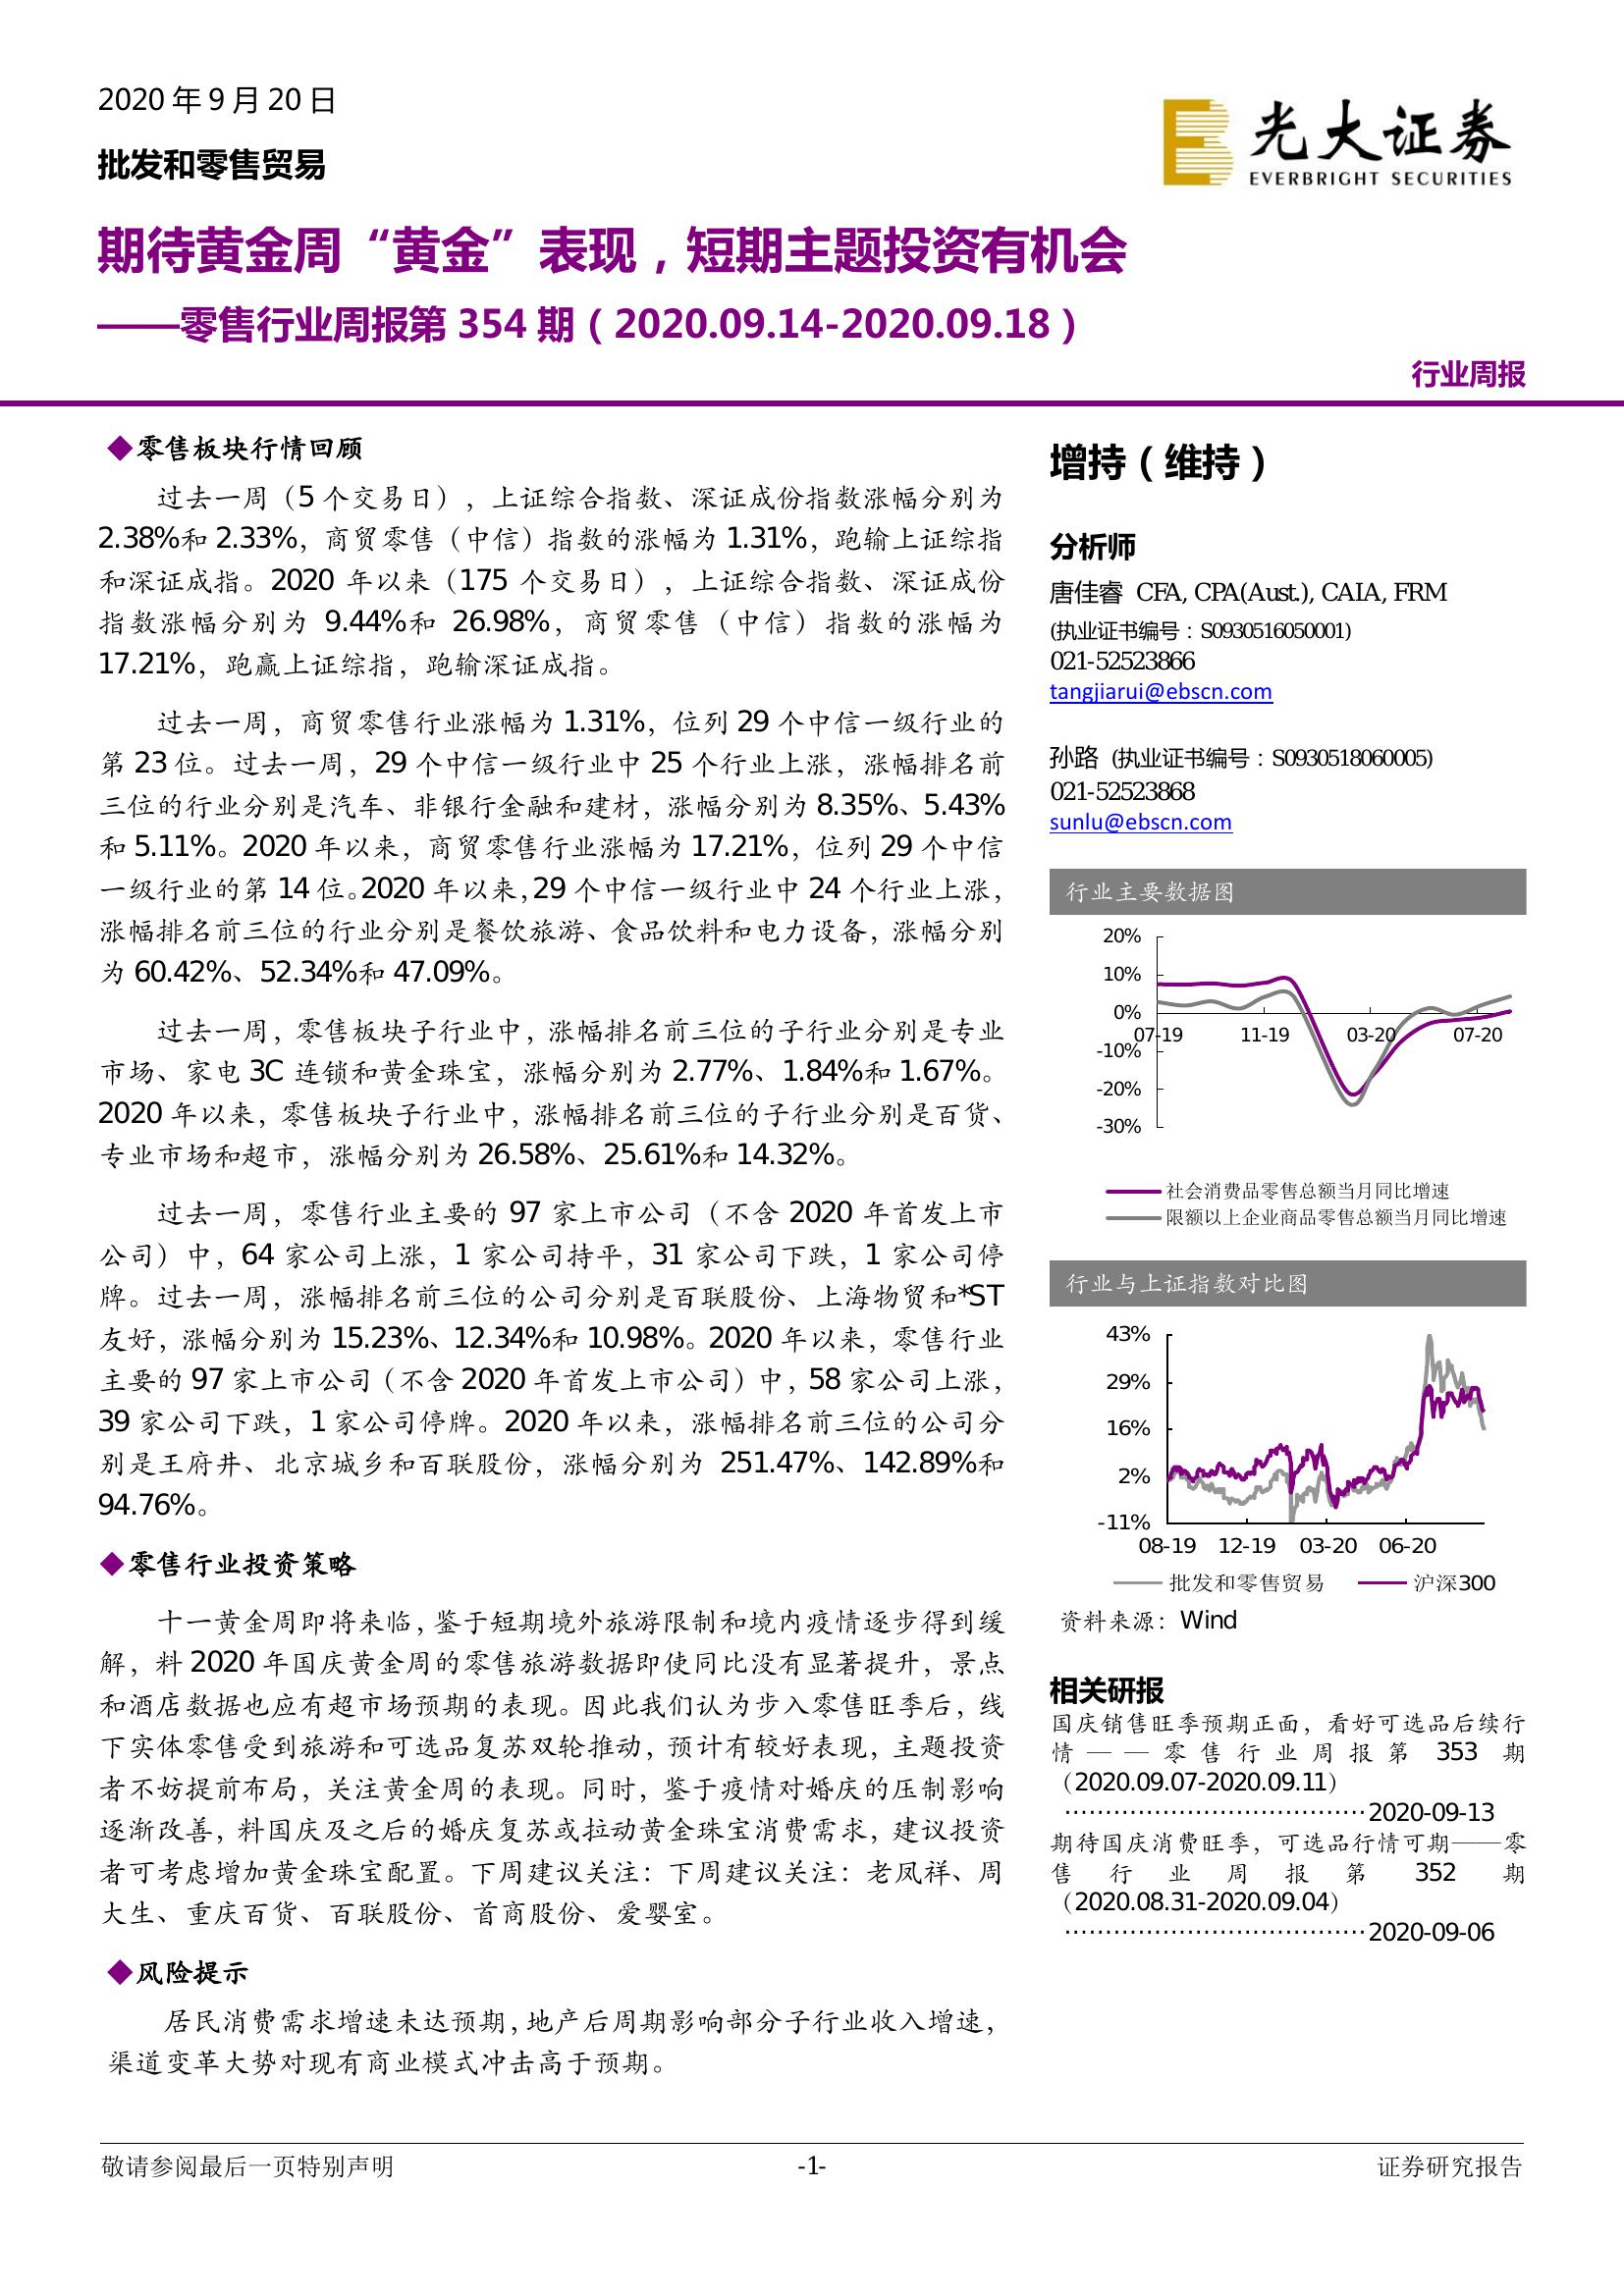 2020 年 9 月 20 日
批发和零售贸易
光大证券
EVERBRIGHT SECURITIES
期待黄金周“黄金”表现，短期主题投资有机会
——零售行业周报第 354 期（2020.09.14-2020.09.18）
行业周报
◆零售板块行情回顾
过去一周（5 个交易日），上证综合指数、深证成份指数涨幅分别为
2.38%和 2.33%，商贸零售（中信）指数的涨幅为 1.31%，跑输上证综指
和深证成指。2020 年以来（175 个交易日），上证综合指数、深证成份
指数涨幅分别为 9.44%和 26.98%，商贸零售（中信）指数的涨幅为
17.21%，跑赢上证综指，跑输深证成指。
过去一周，商贸零售行业涨幅为 1.31%，位列 29 个中信一级行业的
第 23 位。过去一周，29 个中信一级行业中 25 个行业上涨，涨幅排名前
三位的行业分别是汽车、非银行金融和建材，涨幅分别为 8.35%、5.43%
和 5.11%。2020 年以来，商贸零售行业涨幅为 17.21%，位列 29 个中信
一级行业的第 14 位。2020 年以来，29 个中信一级行业中 24 个行业上涨，
涨幅排名前三位的行业分别是餐饮旅游、食品饮料和电力设备，涨幅分别
为 60.42%、52.34%和 47.09%。
过去一周，零售板块子行业中，涨幅排名前三位的子行业分别是专业
市场、家电 3C 连锁和黄金珠宝，涨幅分别为 2.77%、1.84%和 1.67%。
2020 年以来，零售板块子行业中，涨幅排名前三位的子行业分别是百货、
专业市场和超市，涨幅分别为 26.58%、25.61%和 14.32%。
过去一周，零售行业主要的 97 家上市公司（不含 2020 年首发上市
公司）中，64 家公司上涨，1 家公司持平，31 家公司下跌，1 家公司停
牌。过去一周，涨幅排名前三位的公司分别是百联股份、上海物贸和*ST
友好，涨幅分别为 15.23%、12.34%和 10.98%。2020 年以来，零售行业
主要的 97 家上市公司（不含 2020 年首发上市公司）中，58 家公司上涨，
39 家公司下跌，1 家公司停牌。2020 年以来，涨幅排名前三位的公司分
别是王府井、北京城乡和百联股份，涨幅分别为 251.47%、142.89%和
94.76%。
◆零售行业投资策略
十一黄金周即将来临，鉴于短期境外旅游限制和境内疫情逐步得到缓
解，料 2020 年国庆黄金周的零售旅游数据即使同比没有显著提升，景点
和酒店数据也应有超市场预期的表现。因此我们认为步入零售旺季后，线
下实体零售受到旅游和可选品复苏双轮推动，预计有较好表现，主题投资
者不妨提前布局，关注黄金周的表现。同时，鉴于疫情对婚庆的压制影响
逐渐改善，料国庆及之后的婚庆复苏或拉动黄金珠宝消费需求，建议投资
者可考虑增加黄金珠宝配置。下周建议关注：下周建议关注：老凤祥、周
大生、重庆百货、百联股份、首商股份、爱婴室。
◆风险提示
居民消费需求增速未达预期，地产后周期影响部分子行业收入增速，
渠道变革大势对现有商业模式冲击高于预期。
增持（维持）
分析师
唐佳睿 CFA, CPA(Aust.), CAIA, FRM
(执业证书编号：S0930516050001)
021-52523866
tangjiarui@ebscn.com
孙路 (执业证书编号：S0930518060005)
021-52523868
sunlu@ebscn.com
行业主要数据图
20%
10%
0%
-10%
-20%
-30%
07-19 11-19 03-20 07-20
社会消费品零售总额当月同比增速
限额以上企业商品零售总额当月同比增速
行业与上证指数对比图
43%
29%
16%
2%
-11%
08-19 12-19 03-20 06-20
批发和零售贸易 沪深300
资料来源：Wind
相关研报
国庆销售旺季预期正面，看好可选品后续行
情——零售行业周报第 353 期
（2020.09.07-2020.09.11）
····································2020-09-13
期待国庆消费旺季，可选品行情可期——零
售行业周报第 352 期
（2020.08.31-2020.09.04）
····································2020-09-06
敬请参阅最后一页特别声明 -1- 证券研究报告